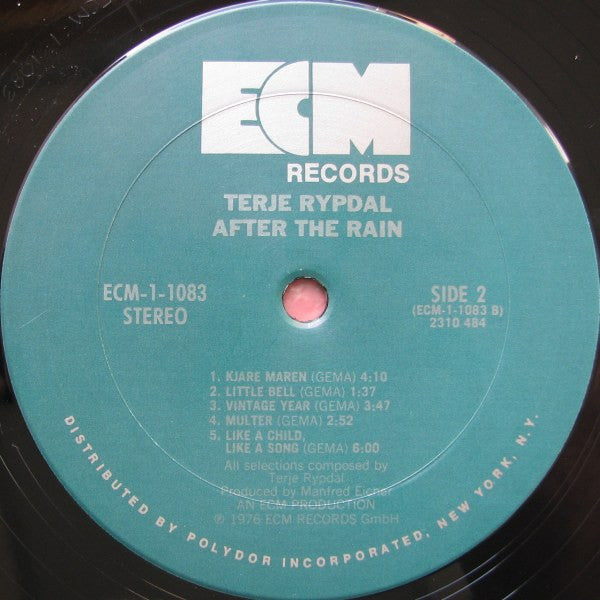 ECM
RECORDS
TERJE RYPDAL
AFTER THE RAIN
ECM-1-1083
STEREO
SIDE 2
(ECM-1-1083 B)
2310 484
1. KJARE MAREN (GEMA) 4:10
2. LITTLE BELL (GEMA) 1:37
3. VINTAGE YEAR (GEMA) 3:47
4. MULTER (GEMA) 2:52
5. LIKE A CHILD,
LIKE A SONG (GEMA) 6:00
All selections composed by
Terje Rypdal
Produced by Manfred Eicher
AN ECM PRODUCTION
℗ 1976 ECM RECORDS GmbH
DISTRIBUTED BY POLYDOR INCORPORATED, NEW YORK, N.Y.